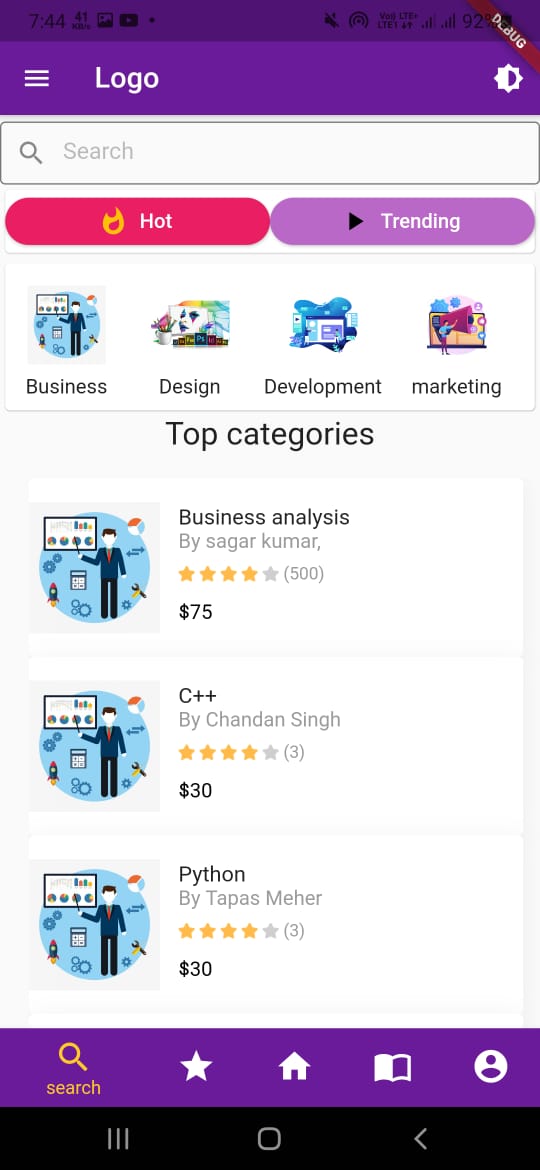 7:44 41 KB/s Vo)) LTE+ LTE1 92%
DEBUG
Logo
Search
Hot Trending
Business Design Development marketing
Top categories
Business analysis
By sagar kumar,
(500)
$75
C++
By Chandan Singh
(3)
$30
Python
By Tapas Meher
(3)
$30
search